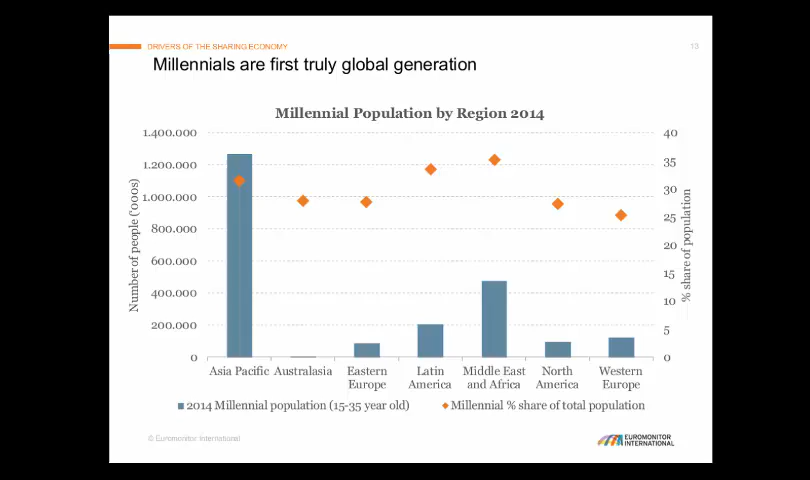 DRIVERS OF THE SHARING ECONOMY
13
Millennials are first truly global generation
Millennial Population by Region 2014
1.400.000
1.200.000
1.000.000
800.000
600.000
400.000
200.000
0
Number of people ('000s)
40
35
30
25
20
15
10
5
0
% share of population
Asia Pacific
Australasia
Eastern
Europe
Latin
America
Middle East
and Africa
North
America
Western
Europe
2014 Millennial population (15-35 year old)
Millennial % share of total population
© Euromonitor International
EUROMONITOR
INTERNATIONAL